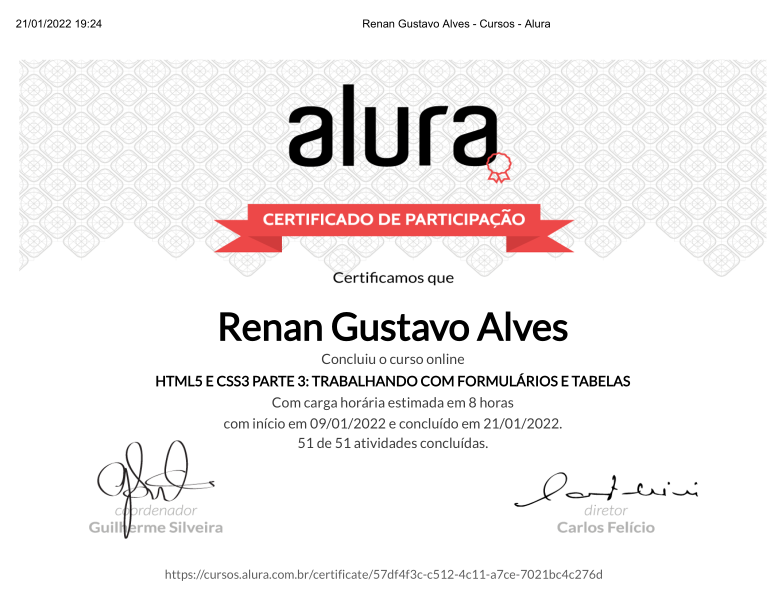 21/01/2022 19:24
Renan Gustavo Alves - Cursos - Alura
alura
CERTIFICADO DE PARTICIPAÇÃO
Certificamos que
Renan Gustavo Alves
Concluiu o curso online
HTML5 E CSS3 PARTE 3: TRABALHANDO COM FORMULÁRIOS E TABELAS
Com carga horária estimada em 8 horas
com início em 09/01/2022 e concluído em 21/01/2022.
51 de 51 atividades concluídas.
coordenador
Guilherme Silveira
diretor
Carlos Felício
https://cursos.alura.com.br/certificate/57df4f3c-c512-4c11-a7ce-7021bc4c276d